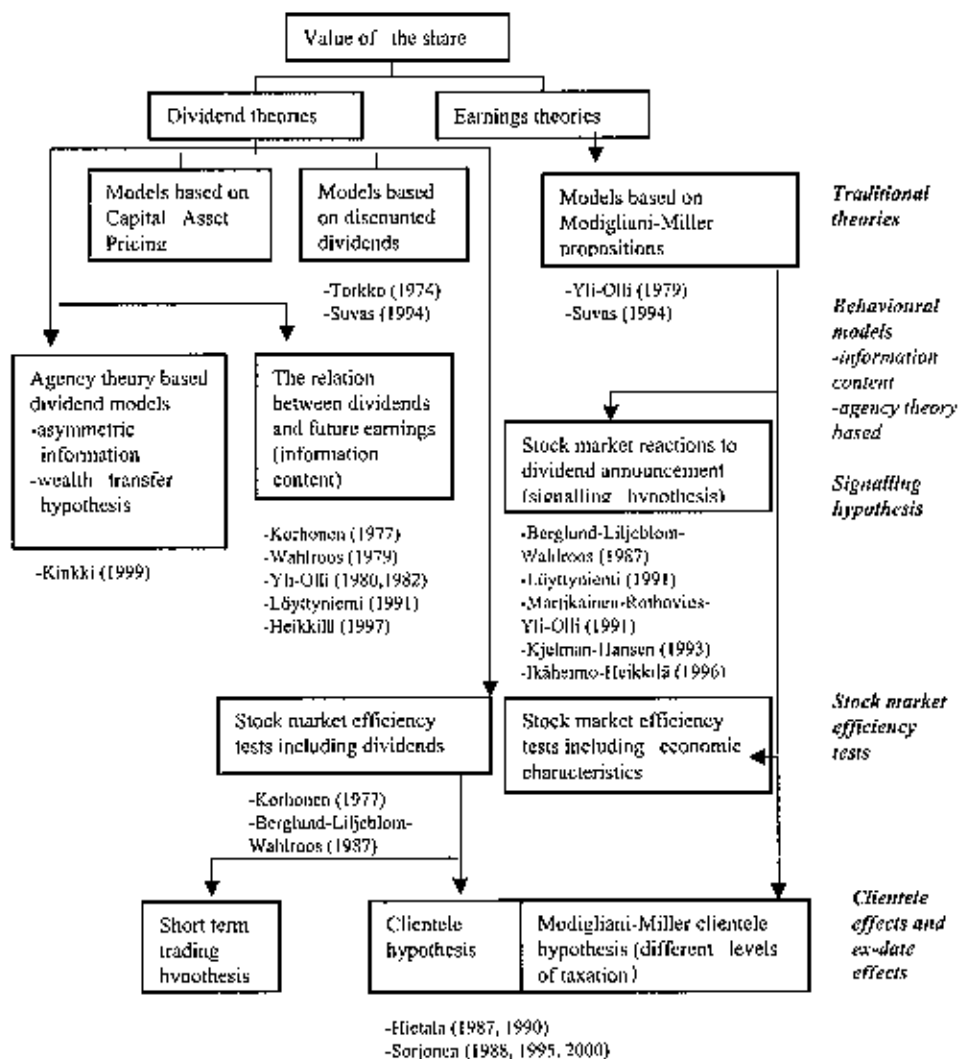 Value of the share
Dividend theories
Earnings theories
Models based on
Capital Asset
Pricing
Models based
on discounted
dividends
Models based on
Modigliani-Miller
propositions
Traditional
theories
-Torkko (1974)
-Suvas (1994)
-Yli-Olli (1979)
-Suvas (1994)
Behavioural
models
-information
content
-agency theory
based
Agency theory based
dividend models
-asymmetric
information
-wealth transfer
hypothesis
The relation
between dividends
and future earnings
(information
content)
Stock market reactions to
dividend announcement
(signalling hypothesis)
Signalling
hypothesis
-Kinkki (1999)
-Korhonen (1977)
-Wahlroos (1979)
-Yli-Olli (1980,1982)
-Löyttyniemi (1991)
-Heikkilä (1997)
-Berglund-Liljeblom-
Wahlroos (1987)
-Löyttyniemi (1991)
-Martikainen-Rothovius-
Yli-Olli (1991)
-Kjelman-Hansen (1993)
-Ikäheimo-Heikkilä (1996)
Stock market efficiency
tests including dividends
Stock market efficiency
tests including economic
characteristics
Stock market
efficiency
tests
-Korhonen (1977)
-Berglund-Liljeblom-
Wahlroos (1987)
Short term
trading
hypothesis
Clientele
hypothesis
Modigliani-Miller clientele
hypothesis (different levels
of taxation)
Clientele
effects and
ex-date
effects
-Hietala (1987, 1990)
-Sorjonen (1988, 1995, 2000)